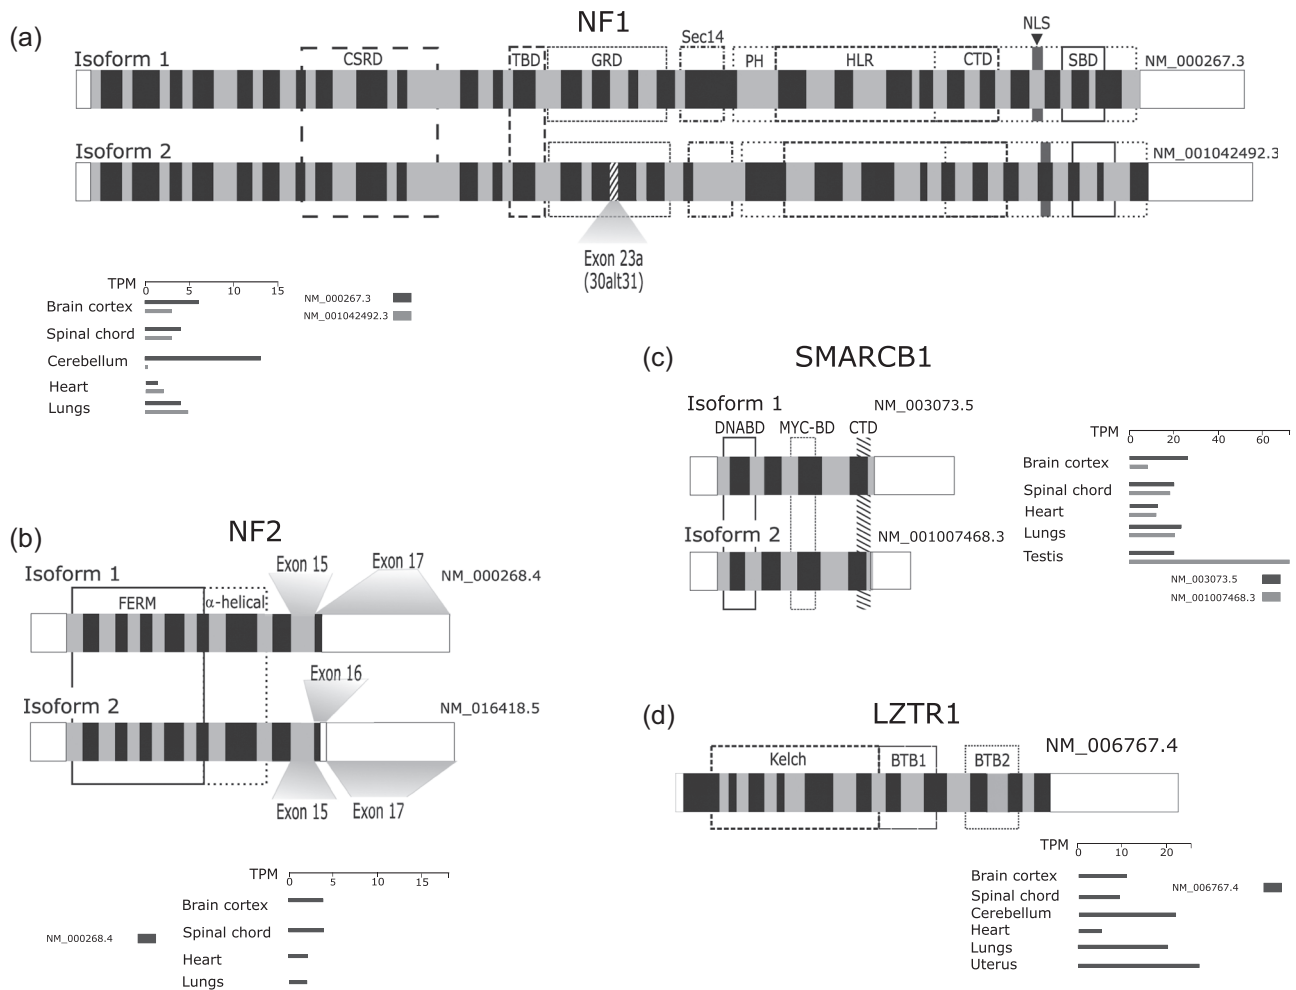 (a)
NF1
Isoform 1
CSRD
TBD
GRD
Sec14
PH
HLR
CTD
NLS
SBD
NM_000267.3
Isoform 2
NM_001042492.3
Exon 23a
(30alt31)
TPM
0 5 10 15
Brain cortex
Spinal chord
Cerebellum
Heart
Lungs
NM_000267.3
NM_001042492.3
(b)
NF2
Isoform 1
FERM
α-helical
Exon 15
Exon 17
NM_000268.4
Isoform 2
Exon 16
NM_016418.5
Exon 15
Exon 17
TPM
0 5 10 15
Brain cortex
Spinal chord
Heart
Lungs
NM_000268.4
(c)
SMARCB1
Isoform 1
NM_003073.5
DNABD
MYC-BD
CTD
Isoform 2
NM_001007468.3
TPM
0 20 40 60
Brain cortex
Spinal chord
Heart
Lungs
Testis
NM_003073.5
NM_001007468.3
(d)
LZTR1
NM_006767.4
Kelch
BTB1
BTB2
TPM
0 10 20
Brain cortex
Spinal chord
Cerebellum
Heart
Lungs
Uterus
NM_006767.4